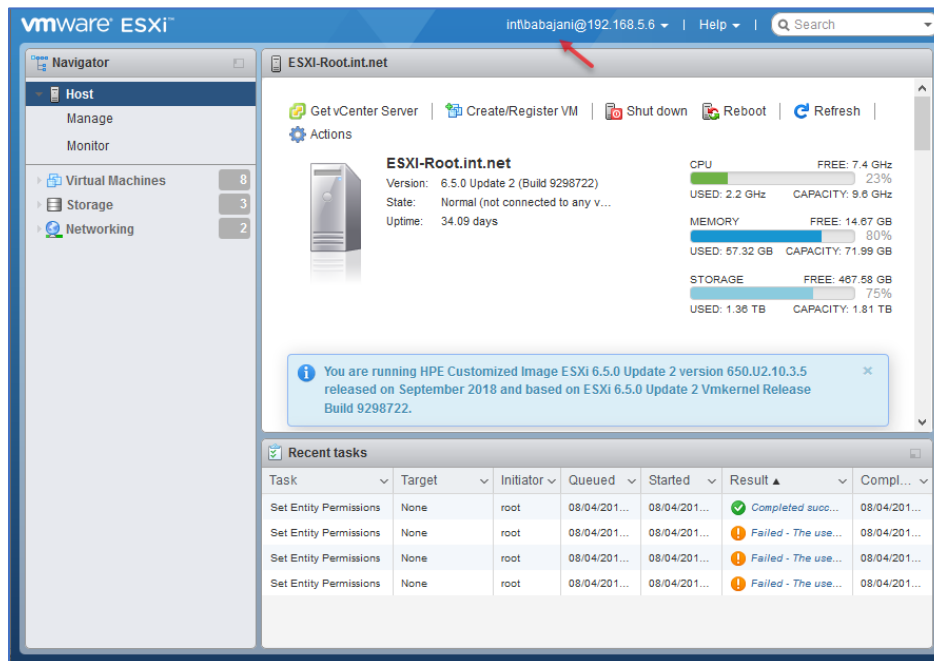 vmware ESXi™
int\babajani@192.168.5.6 | Help | Search
Navigator
Host
Manage
Monitor
Virtual Machines 8
Storage 3
Networking 2
ESXI-Root.int.net
Get vCenter Server | Create/Register VM | Shut down Reboot | Refresh |
Actions
ESXI-Root.int.net
Version: 6.5.0 Update 2 (Build 9298722)
State: Normal (not connected to any v...
Uptime: 34.09 days
CPU FREE: 7.4 GHz
23%
USED: 2.2 GHz CAPACITY: 9.6 GHz
MEMORY FREE: 14.67 GB
80%
USED: 57.32 GB CAPACITY: 71.99 GB
STORAGE FREE: 467.58 GB
75%
USED: 1.36 TB CAPACITY: 1.81 TB
You are running HPE Customized Image ESXi 6.5.0 Update 2 version 650.U2.10.3.5
released on September 2018 and based on ESXi 6.5.0 Update 2 Vmkernel Release
Build 9298722.
Recent tasks
Task Target Initiator Queued Started Result ▲ Compl...
Set Entity Permissions None root 08/04/201... 08/04/201... Completed succ... 08/04/201...
Set Entity Permissions None root 08/04/201... 08/04/201... Failed - The use... 08/04/201...
Set Entity Permissions None root 08/04/201... 08/04/201... Failed - The use... 08/04/201...
Set Entity Permissions None root 08/04/201... 08/04/201... Failed - The use... 08/04/201...